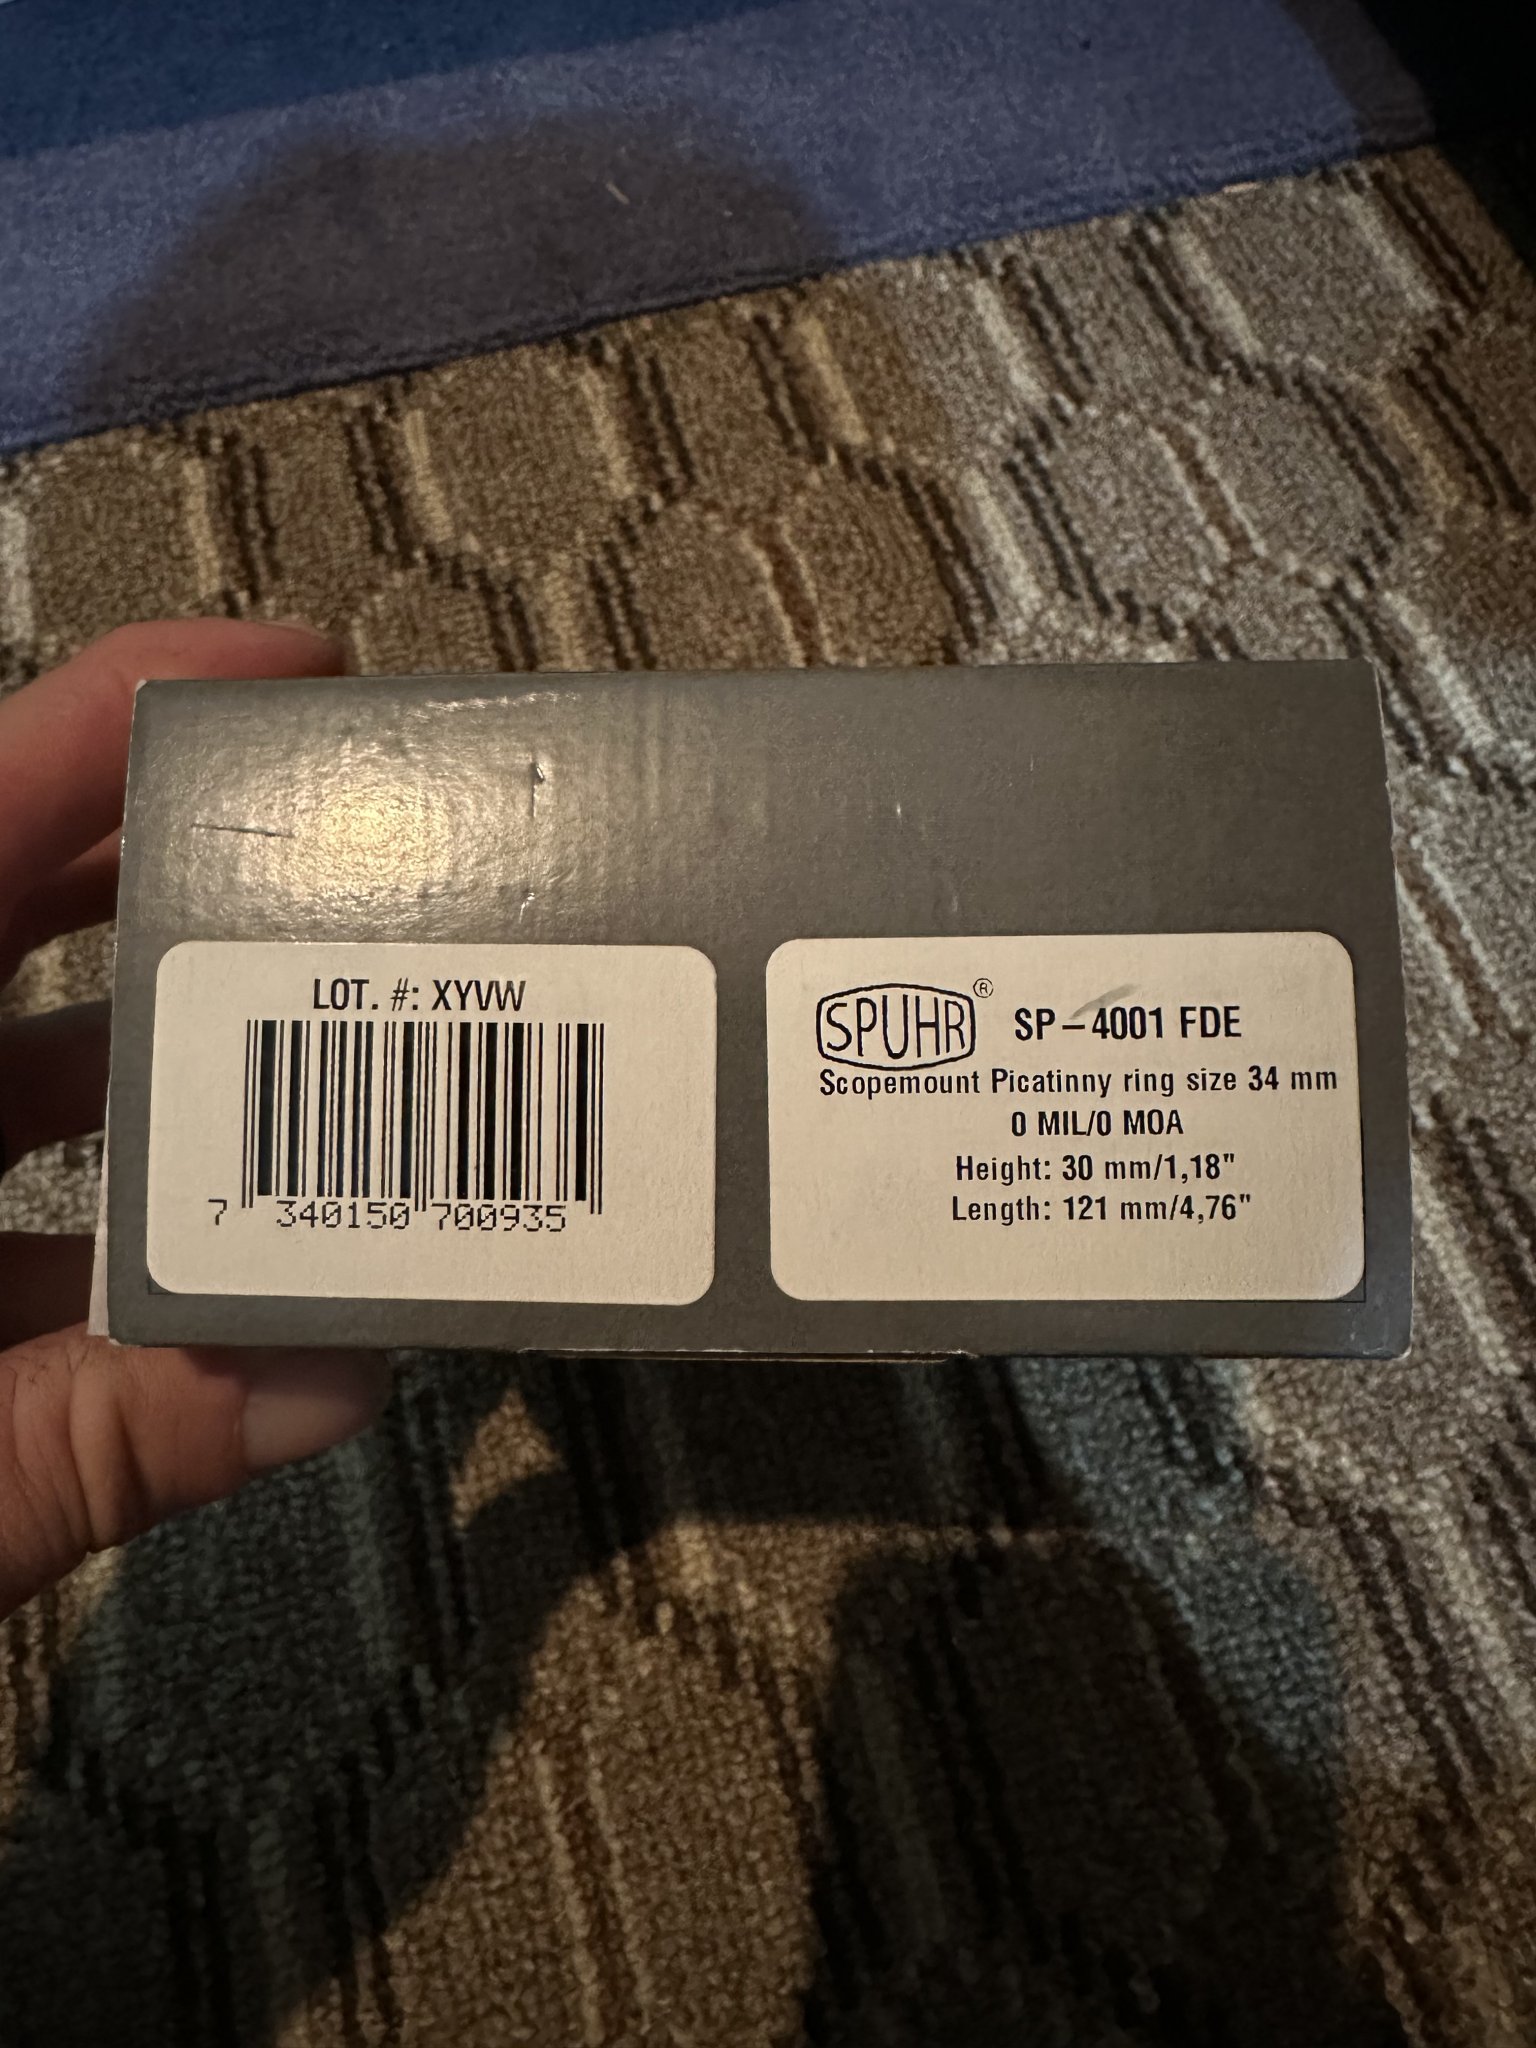 LOT. #: XYVW
7 340150 700935
SPUHR® SP-4001 FDE
Scopemount Picatinny ring size 34 mm
0 MIL/0 MOA
Height: 30 mm/1,18"
Length: 121 mm/4,76"